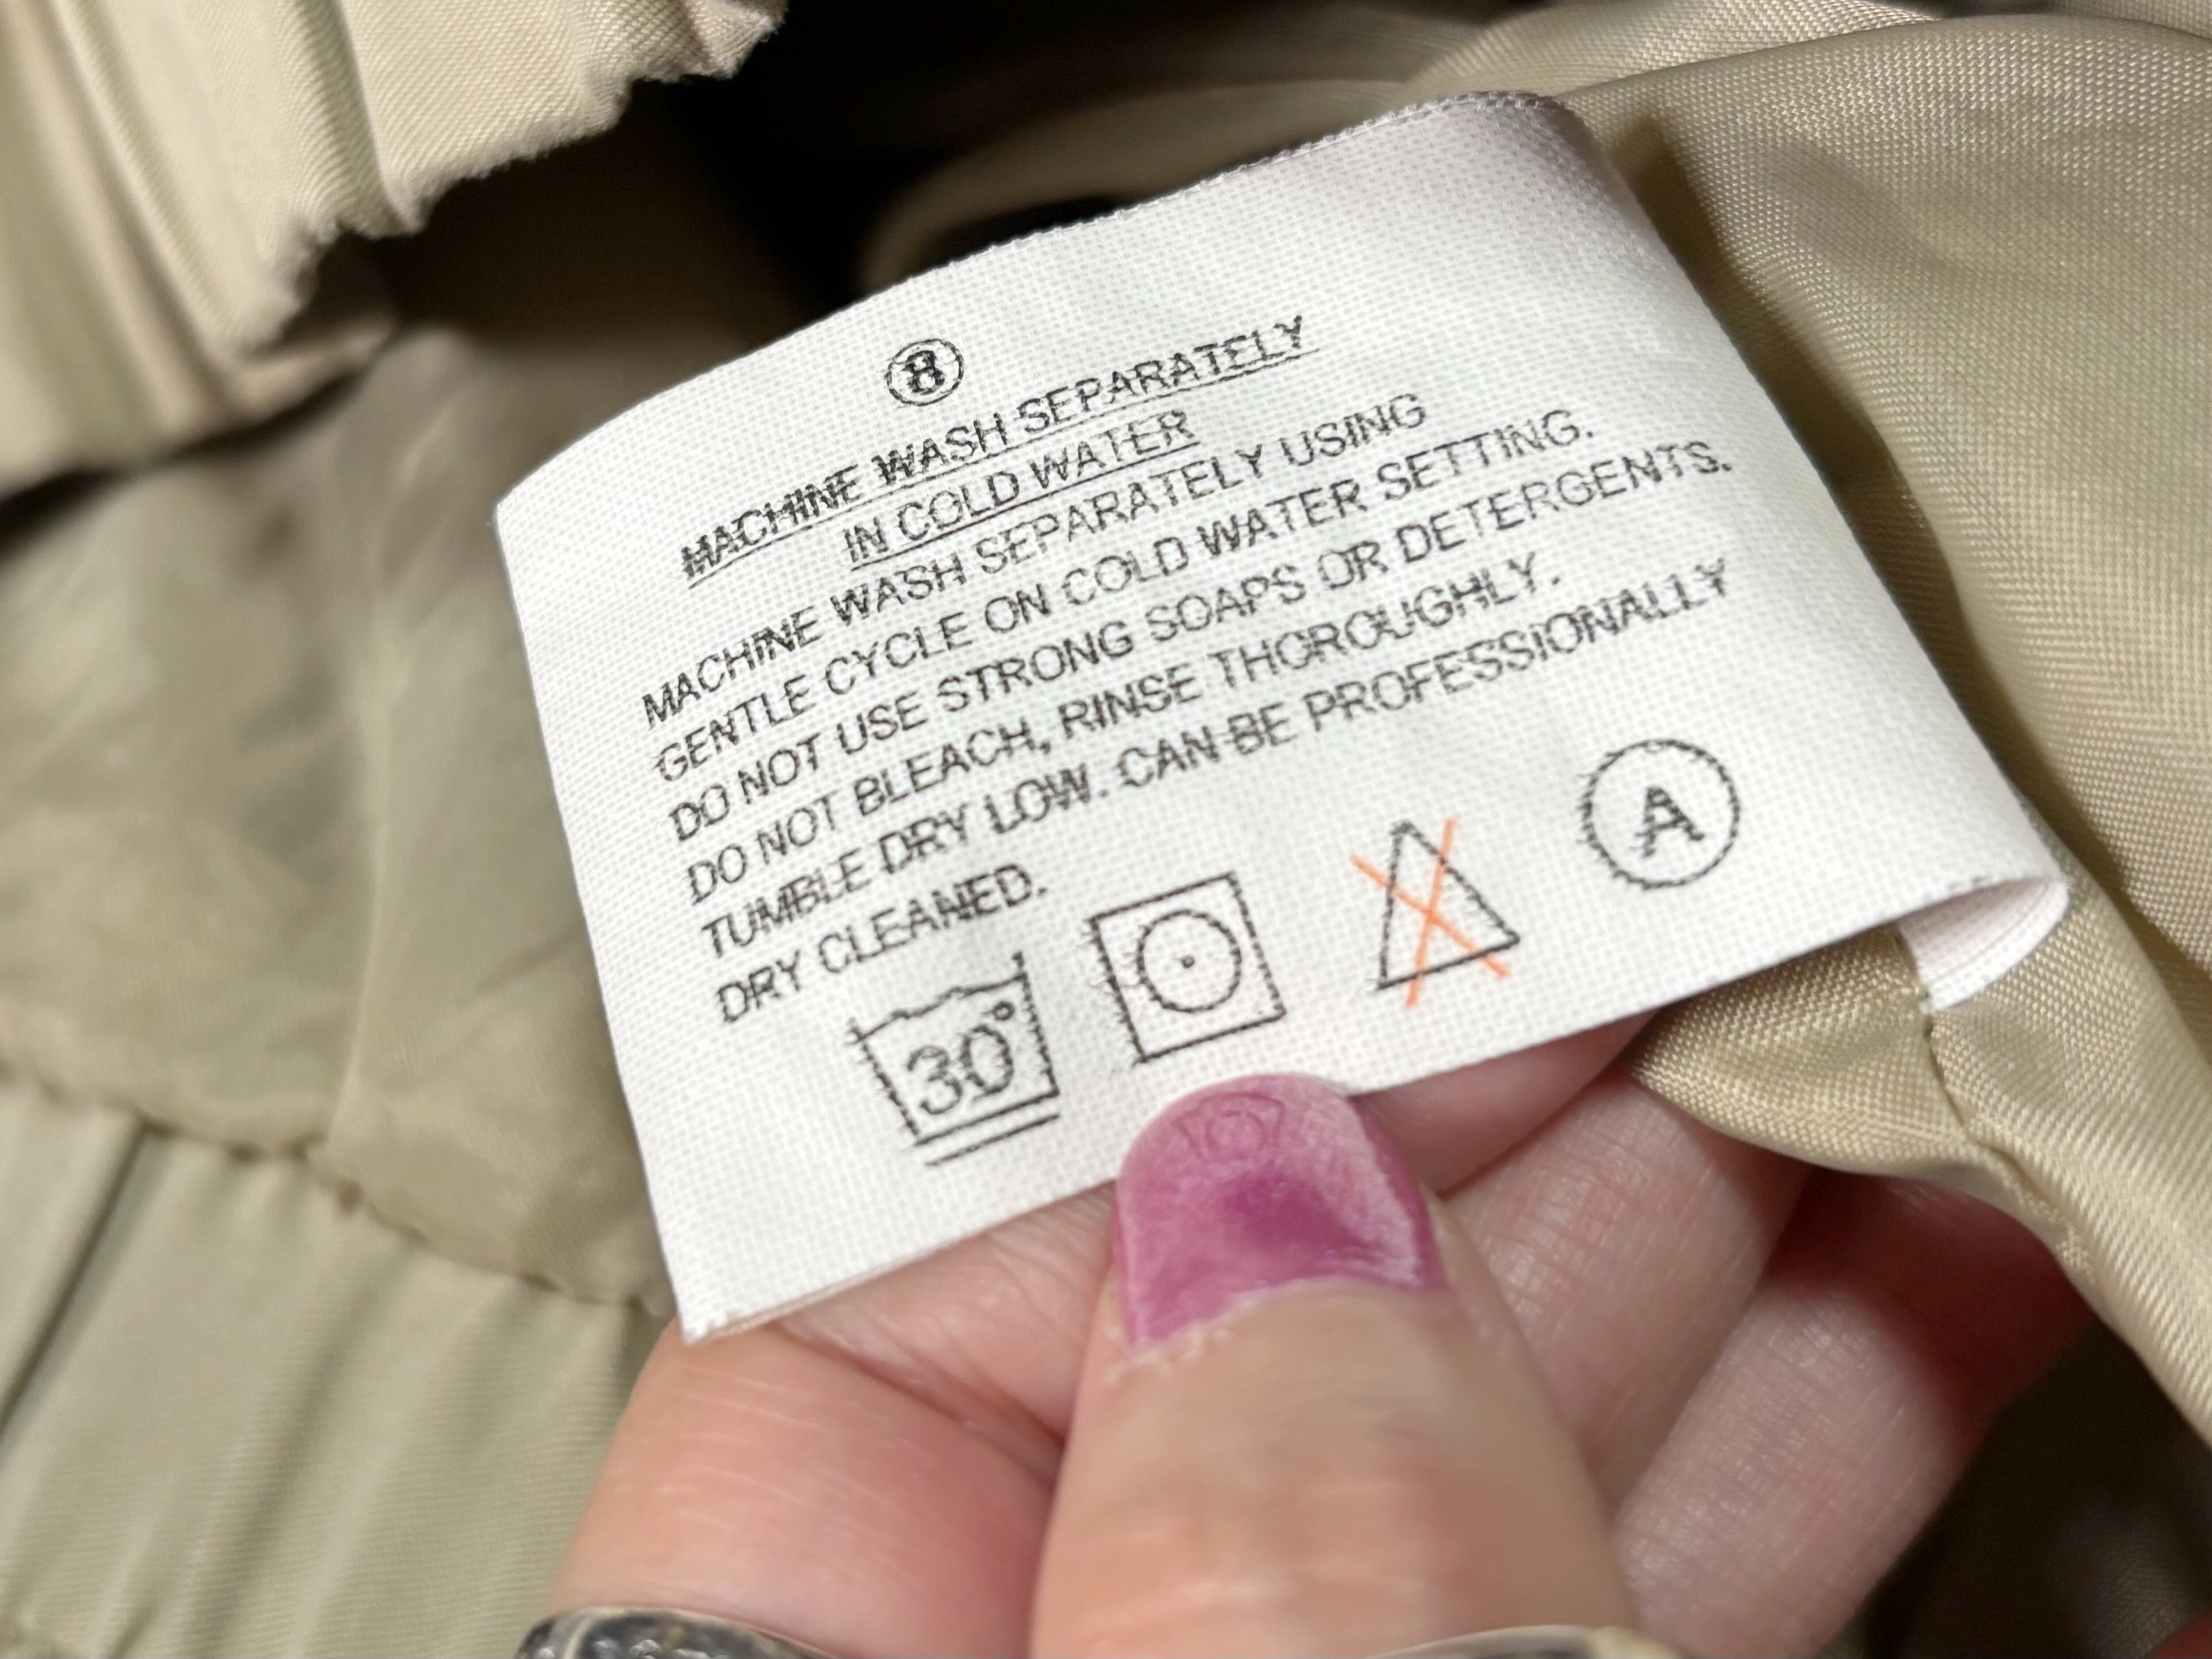 8
MACHINE WASH SEPARATELY
IN COLD WATER
MACHINE WASH SEPARATELY USING
GENTLE CYCLE ON COLD WATER SETTING.
DO NOT USE STRONG SOAPS OR DETERGENTS.
DO NOT BLEACH, RINSE THOROUGHLY.
TUMBLE DRY LOW. CAN BE PROFESSIONALLY
DRY CLEANED.
30° A